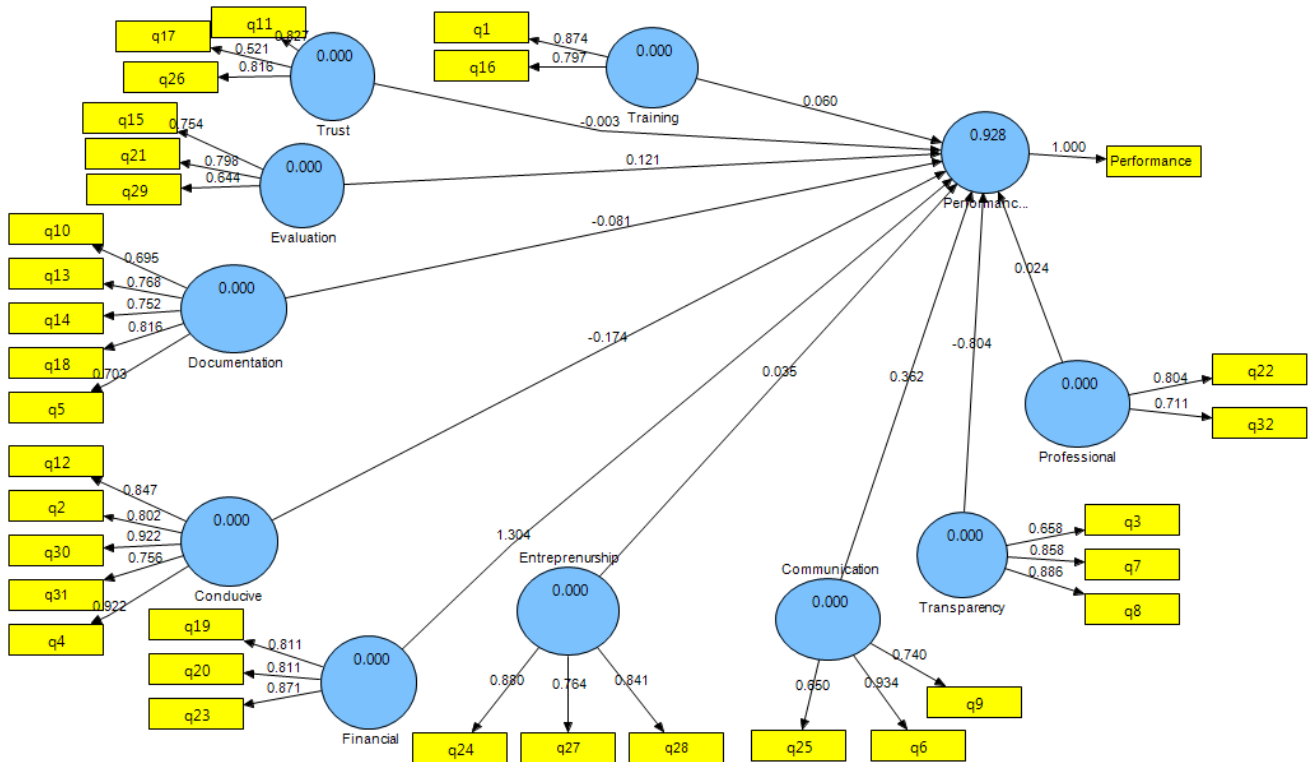 q11
q17
0.827
0.521
q26
0.816
0.000
Trust
q1
0.874
q16
0.797
0.000
Training
0.060
-0.003
q15
0.754
q21
0.798
q29
0.644
0.000
Evaluation
0.121
0.928
Performanc...
1.000
Performance
q10
0.695
q13
0.768
q14
0.752
q18
0.816
q5
0.703
0.000
Documentation
-0.081
-0.174
0.035
0.362
-0.804
0.024
0.000
Professional
0.804
q22
0.711
q32
q12
0.847
q2
0.802
q30
0.922
q31
0.756
q4
0.922
0.000
Conducive
1.304
q19
0.811
q20
0.811
q23
0.871
0.000
Financial
Entreprenurship
0.000
0.880
0.764
0.841
q24
q27
q28
Communication
0.000
0.650
0.934
0.740
q25
q6
q9
0.000
Transparency
0.658
q3
0.858
q7
0.886
q8